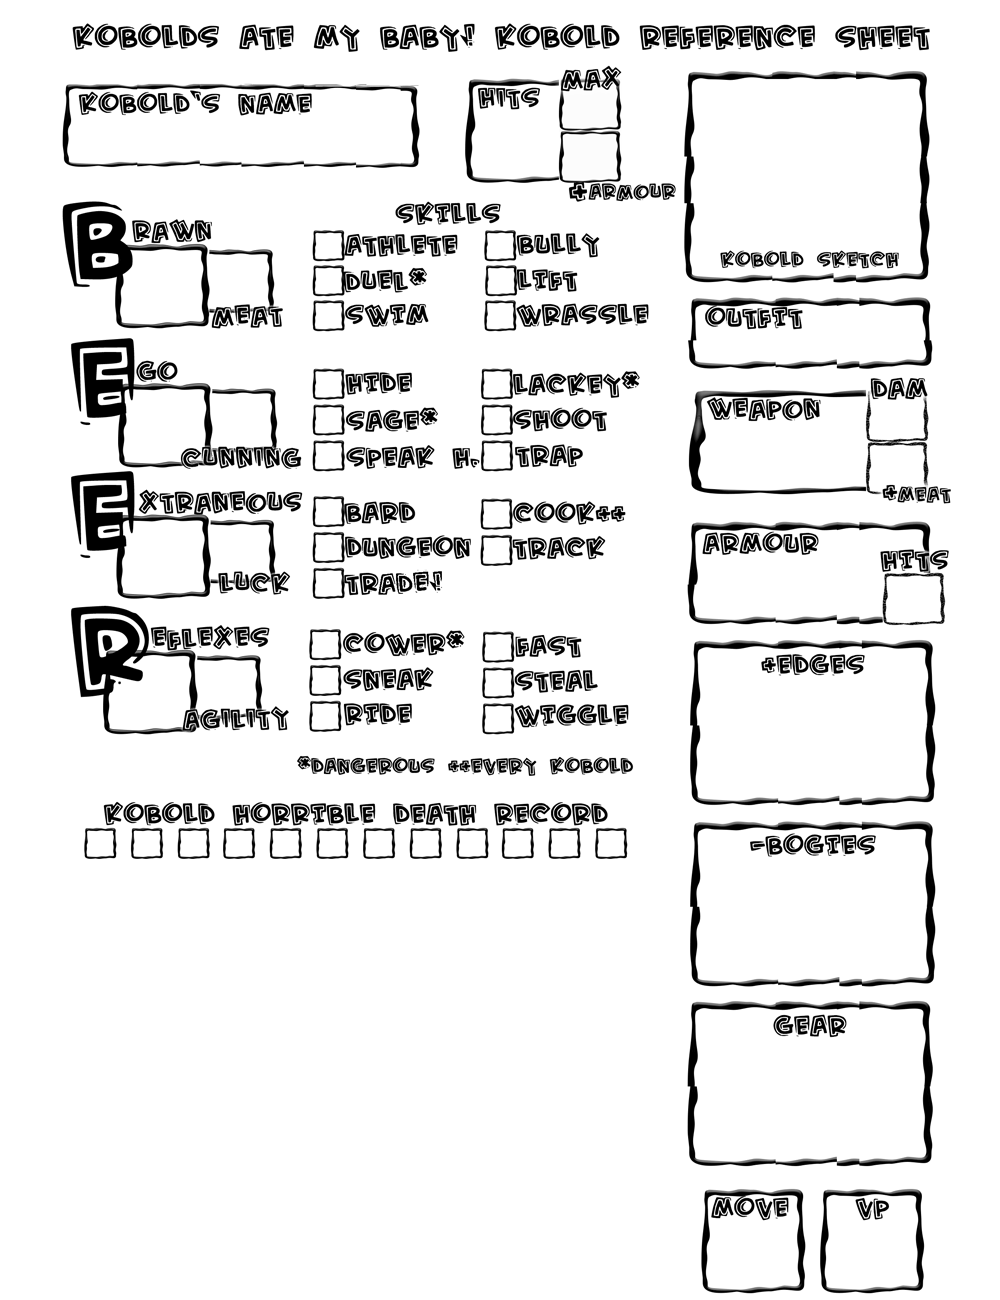 KOBOLDS ATE MY BABY! KOBOLD REFERENCE SHEET
KOBOLD'S NAME
HITS
MAX
+ARMOUR
KOBOLD SKETCH
SKILLS
BRAWN
MEAT
ATHLETE BULLY
DUEL* LIFT
SWIM WRASSLE
OUTFIT
EGO
CUNNING
HIDE LACKEY*
SAGE* SHOOT
SPEAK H. TRAP
WEAPON
DAM
+MEAT
EXTRANEOUS
LUCK
BARD COOK++
DUNGEON TRACK
TRADE!
ARMOUR
HITS
REFLEXES
AGILITY
COWER* FAST
SNEAK STEAL
RIDE WIGGLE
+EDGES
*DANGEROUS ++EVERY KOBOLD
KOBOLD HORRIBLE DEATH RECORD
-BOGIES
GEAR
MOVE
VP